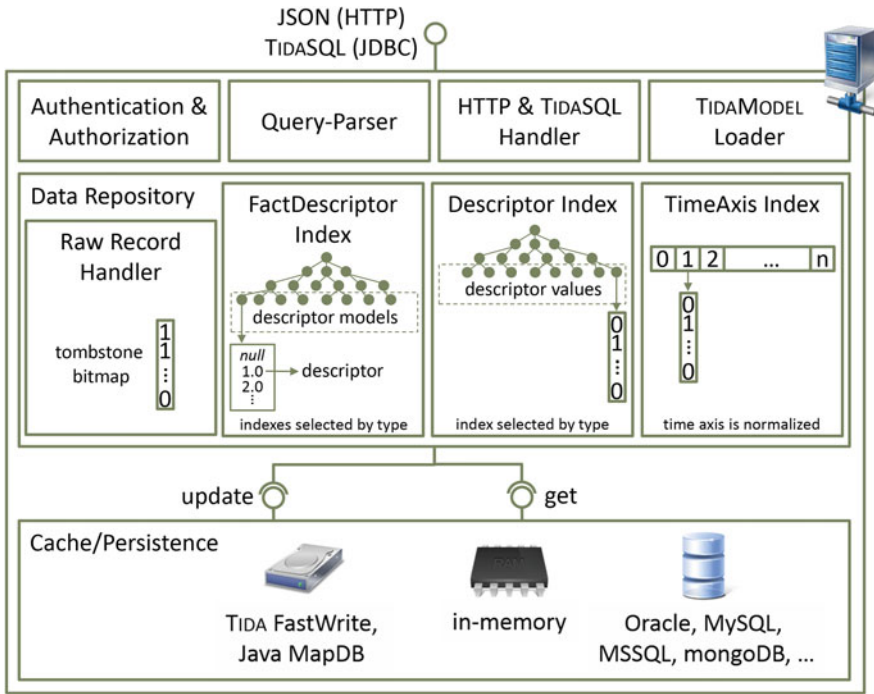 JSON (HTTP)
TIDASQL (JDBC)
Authentication &
Authorization
Query-Parser
HTTP & TIDASQL
Handler
TIDAMODEL
Loader
Data Repository
Raw Record
Handler
tombstone
bitmap
1
1
⋮
0
FactDescriptor
Index
descriptor models
null
1.0
2.0
⋮
descriptor
indexes selected by type
Descriptor Index
descriptor values
0
1
⋮
0
index selected by type
TimeAxis Index
0 1 2 ... n
0
1
⋮
0
time axis is normalized
update
get
Cache/Persistence
RAM
TIDA FastWrite,
Java MapDB
in-memory
Oracle, MySQL,
MSSQL, mongoDB, ...